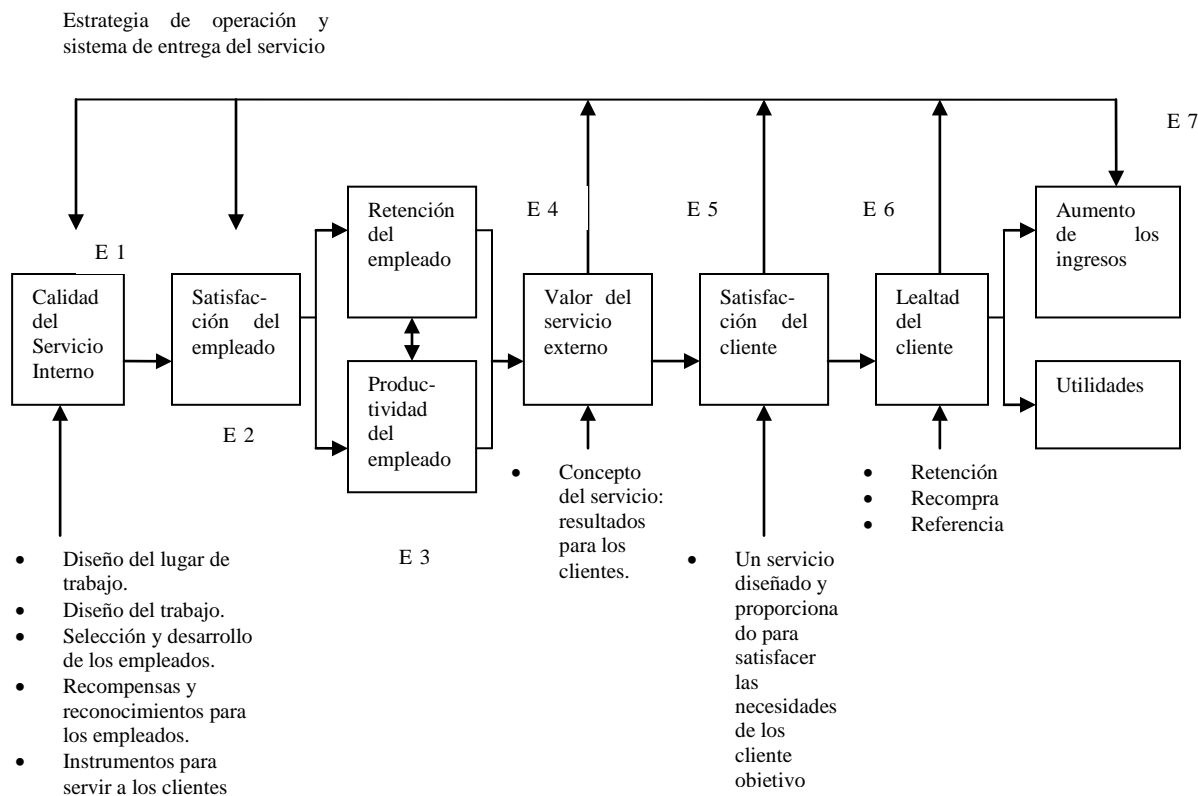 Estrategia de operación y
sistema de entrega del servicio
E 7
E 1
Calidad
del
Servicio
Interno
Satisfac-
ción del
empleado
E 2
Retención
del
empleado
Produc-
tividad
del
empleado
E 3
E 4
Valor del
servicio
externo
E 5
Satisfac-
ción del
cliente
E 6
Lealtad
del
cliente
Aumento
de los
ingresos
Utilidades
• Diseño del lugar de
trabajo.
• Diseño del trabajo.
• Selección y desarrollo
de los empleados.
• Recompensas y
reconocimientos para
los empleados.
• Instrumentos para
servir a los clientes
• Concepto
del servicio:
resultados
para los
clientes.
• Un servicio
diseñado y
proporciona
do para
satisfacer
las
necesidades
de los
cliente
objetivo
• Retención
• Recompra
• Referencia